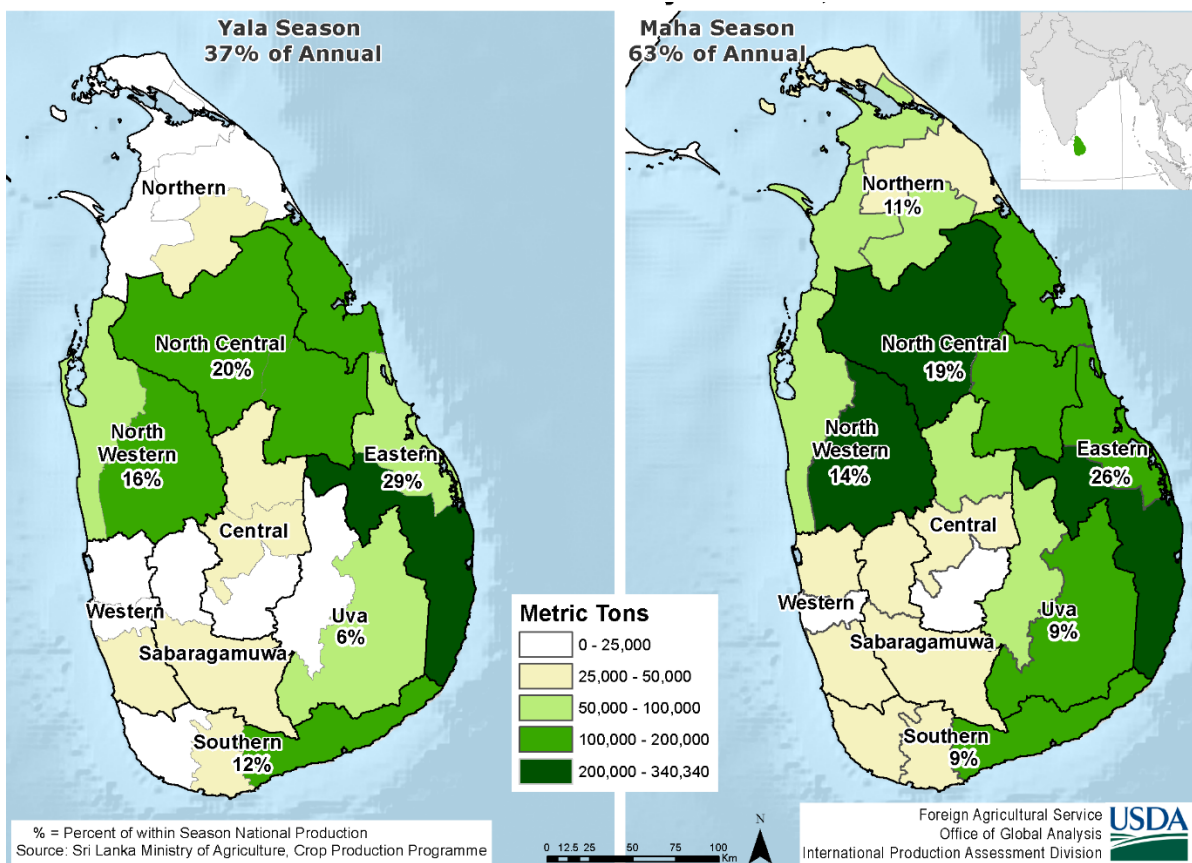 Yala Season
37% of Annual
Northern
North Central
20%
North
Western
16%
Eastern
29%
Central
Western
Uva
6%
Sabaragamuwa
Southern
12%
% = Percent of within Season National Production
Source: Sri Lanka Ministry of Agriculture, Crop Production Programme
Maha Season
63% of Annual
Northern
11%
North Central
19%
North
Western
14%
Eastern
26%
Central
Western
Uva
9%
Sabaragamuwa
Southern
9%
Metric Tons
0 - 25,000
25,000 - 50,000
50,000 - 100,000
100,000 - 200,000
200,000 - 340,340
0 12.5 25 50 75 100
Km
N
Foreign Agricultural Service
Office of Global Analysis
International Production Assessment Division
USDA